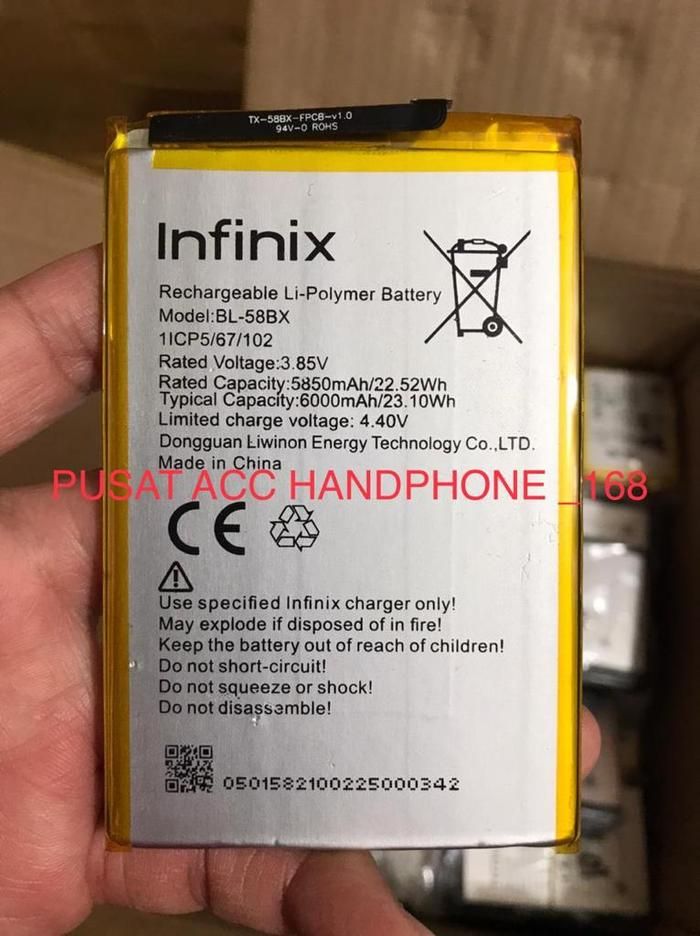 TX-58BX-FPCB-v1.0
94V-0 ROHS
Infinix
Rechargeable Li-Polymer Battery
Model:BL-58BX
1ICP5/67/102
Rated Voltage:3.85V
Rated Capacity:5850mAh/22.52Wh
Typical Capacity:6000mAh/23.10Wh
Limited charge voltage: 4.40V
Dongguan Liwinon Energy Technology Co.,LTD.
Made in China
PUSAT ACC HANDPHONE _168
CE
Use specified Infinix charger only!
May explode if disposed of in fire!
Keep the battery out of reach of children!
Do not short-circuit!
Do not squeeze or shock!
Do not disassemble!
0501582100225000342